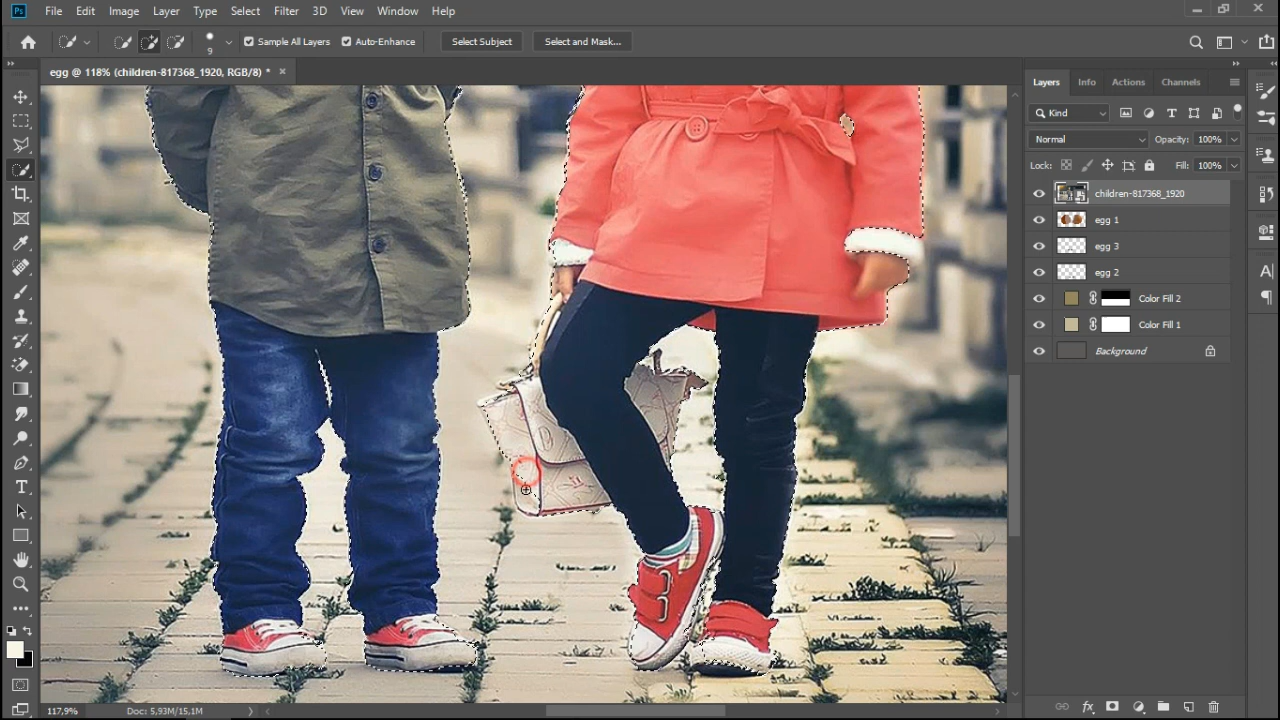 Ps File Edit Image Layer Type Select Filter 3D View Window Help
9 Sample All Layers Auto-Enhance Select Subject Select and Mask...
egg @ 118% (children-817368_1920, RGB/8) * ×
Layers Info Actions Channels
Kind
Normal Opacity: 100%
Lock: Fill: 100%
children-817368_1920
egg 1
egg 3
egg 2
Color Fill 2
Color Fill 1
Background
117,9% Doc: 5,93M/15,1M